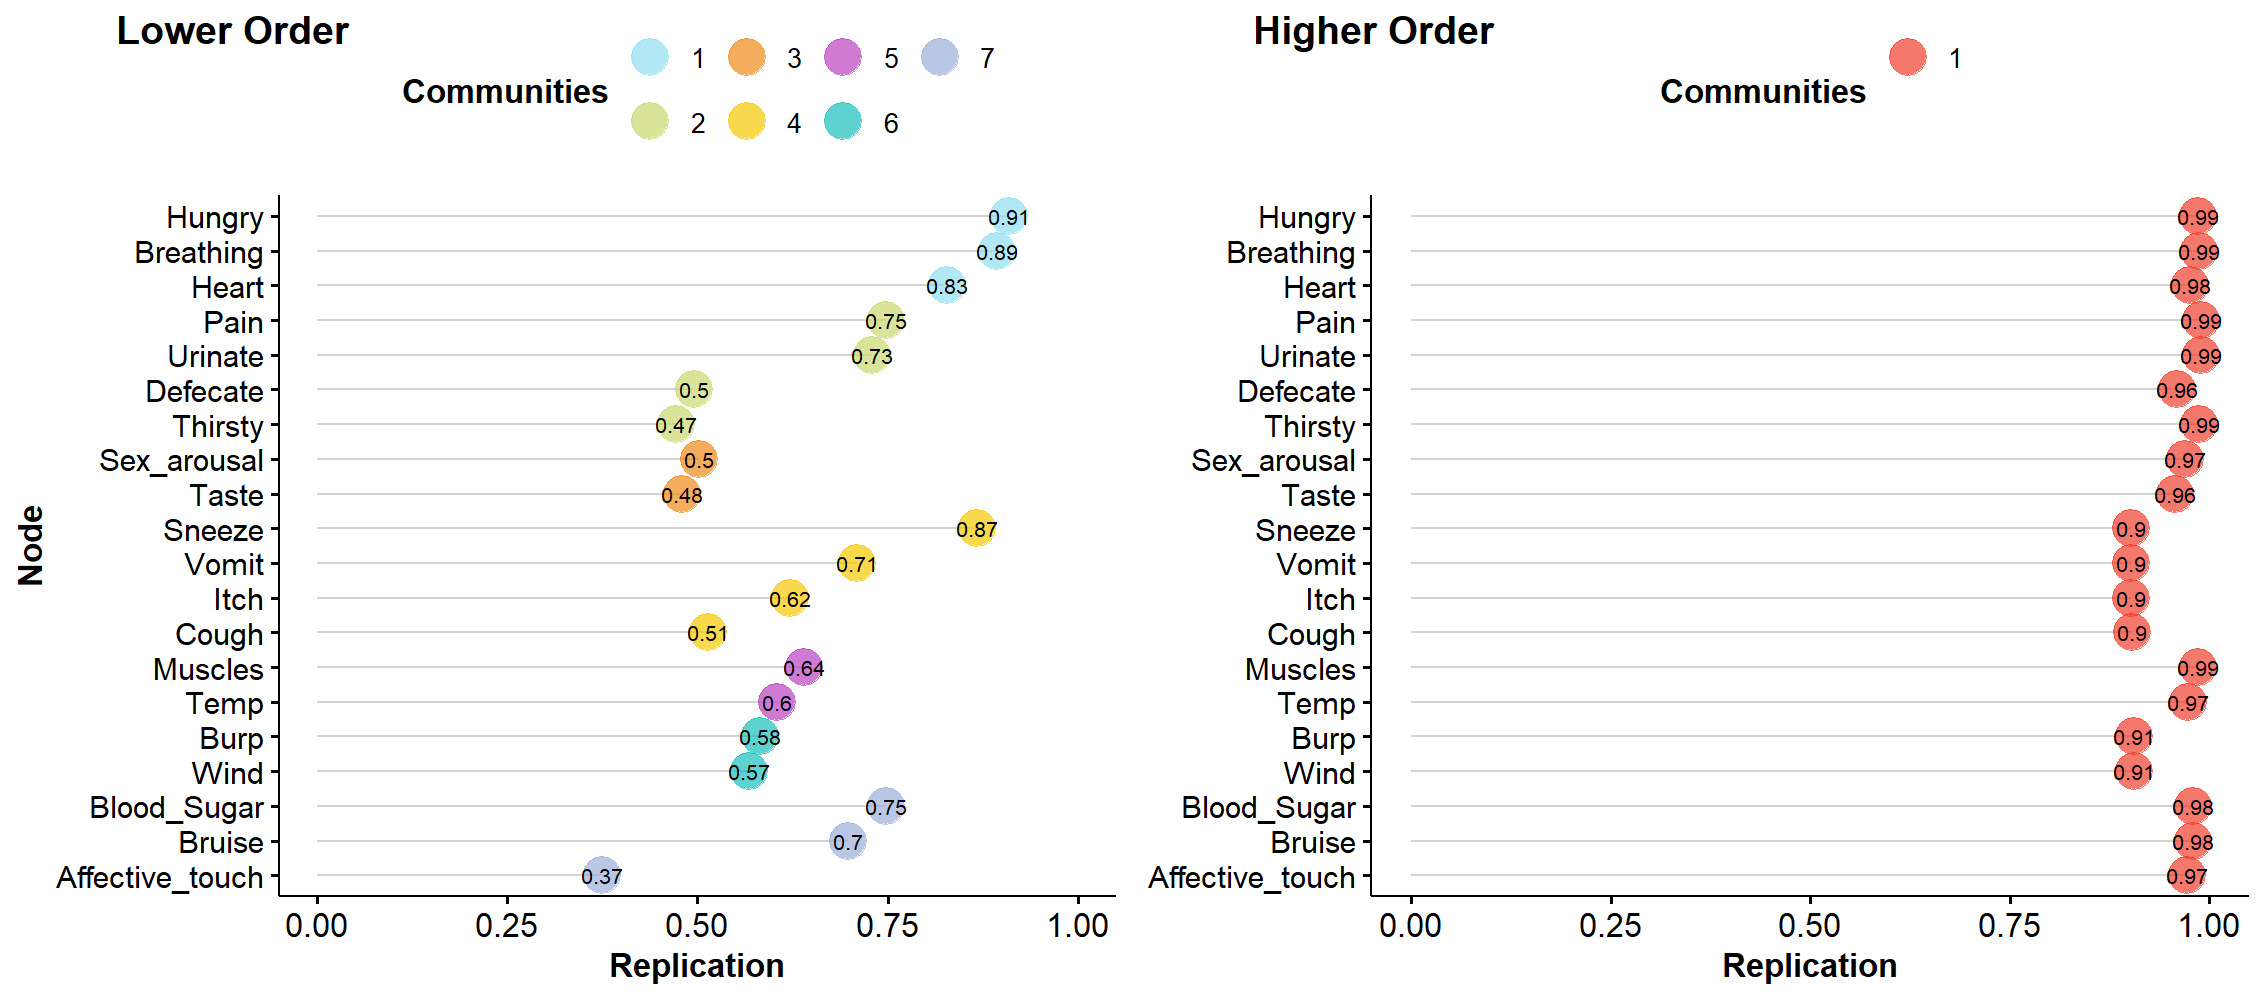 Lower Order
Communities
1 3 5 7
2 4 6
Node
Hungry 0.91
Breathing 0.89
Heart 0.83
Pain 0.75
Urinate 0.73
Defecate 0.5
Thirsty 0.47
Sex_arousal 0.5
Taste 0.48
Sneeze 0.87
Vomit 0.71
Itch 0.62
Cough 0.51
Muscles 0.64
Temp 0.6
Burp 0.58
Wind 0.57
Blood_Sugar 0.75
Bruise 0.7
Affective_touch 0.37
0.00 0.25 0.50 0.75 1.00
Replication
Higher Order
Communities
1
Hungry 0.99
Breathing 0.99
Heart 0.98
Pain 0.99
Urinate 0.99
Defecate 0.96
Thirsty 0.99
Sex_arousal 0.97
Taste 0.96
Sneeze 0.9
Vomit 0.9
Itch 0.9
Cough 0.9
Muscles 0.99
Temp 0.97
Burp 0.91
Wind 0.91
Blood_Sugar 0.98
Bruise 0.98
Affective_touch 0.97
0.00 0.25 0.50 0.75 1.00
Replication